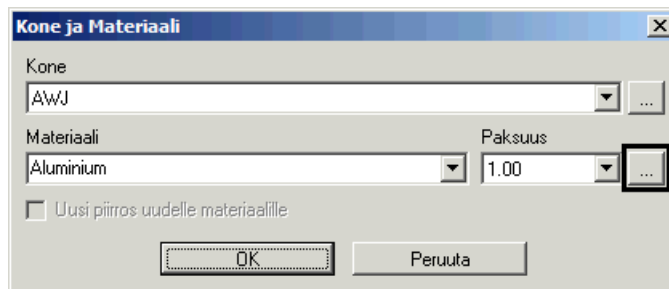 Kone ja Materiaali
Kone
AWJ ...
Materiaali Paksuus
Aluminium 1.00 ...
Uusi piirros uudelle materiaalille
OK Peruuta